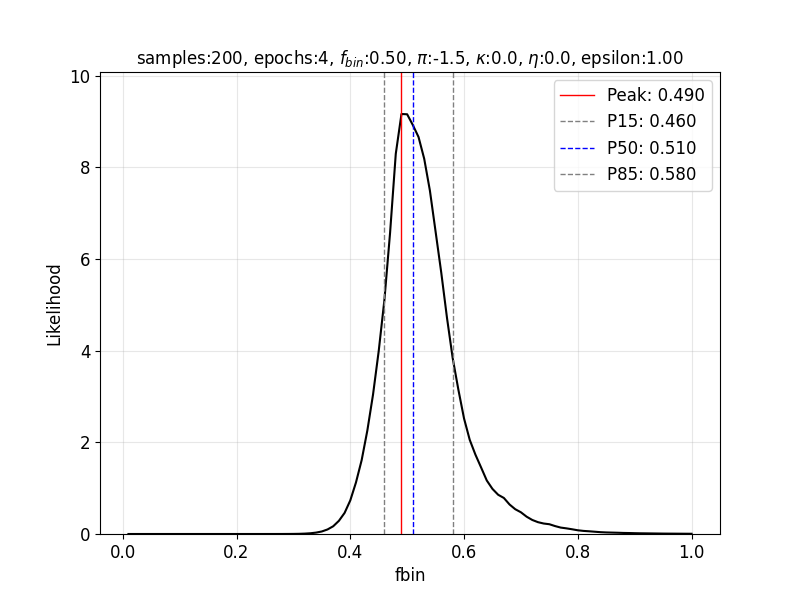 samples:200, epochs:4, f_bin:0.50, π:-1.5, κ:0.0, η:0.0, epsilon:1.00
Peak: 0.490
P15: 0.460
P50: 0.510
P85: 0.580
10
8
6
4
2
0
Likelihood
0.0 0.2 0.4 0.6 0.8 1.0
fbin